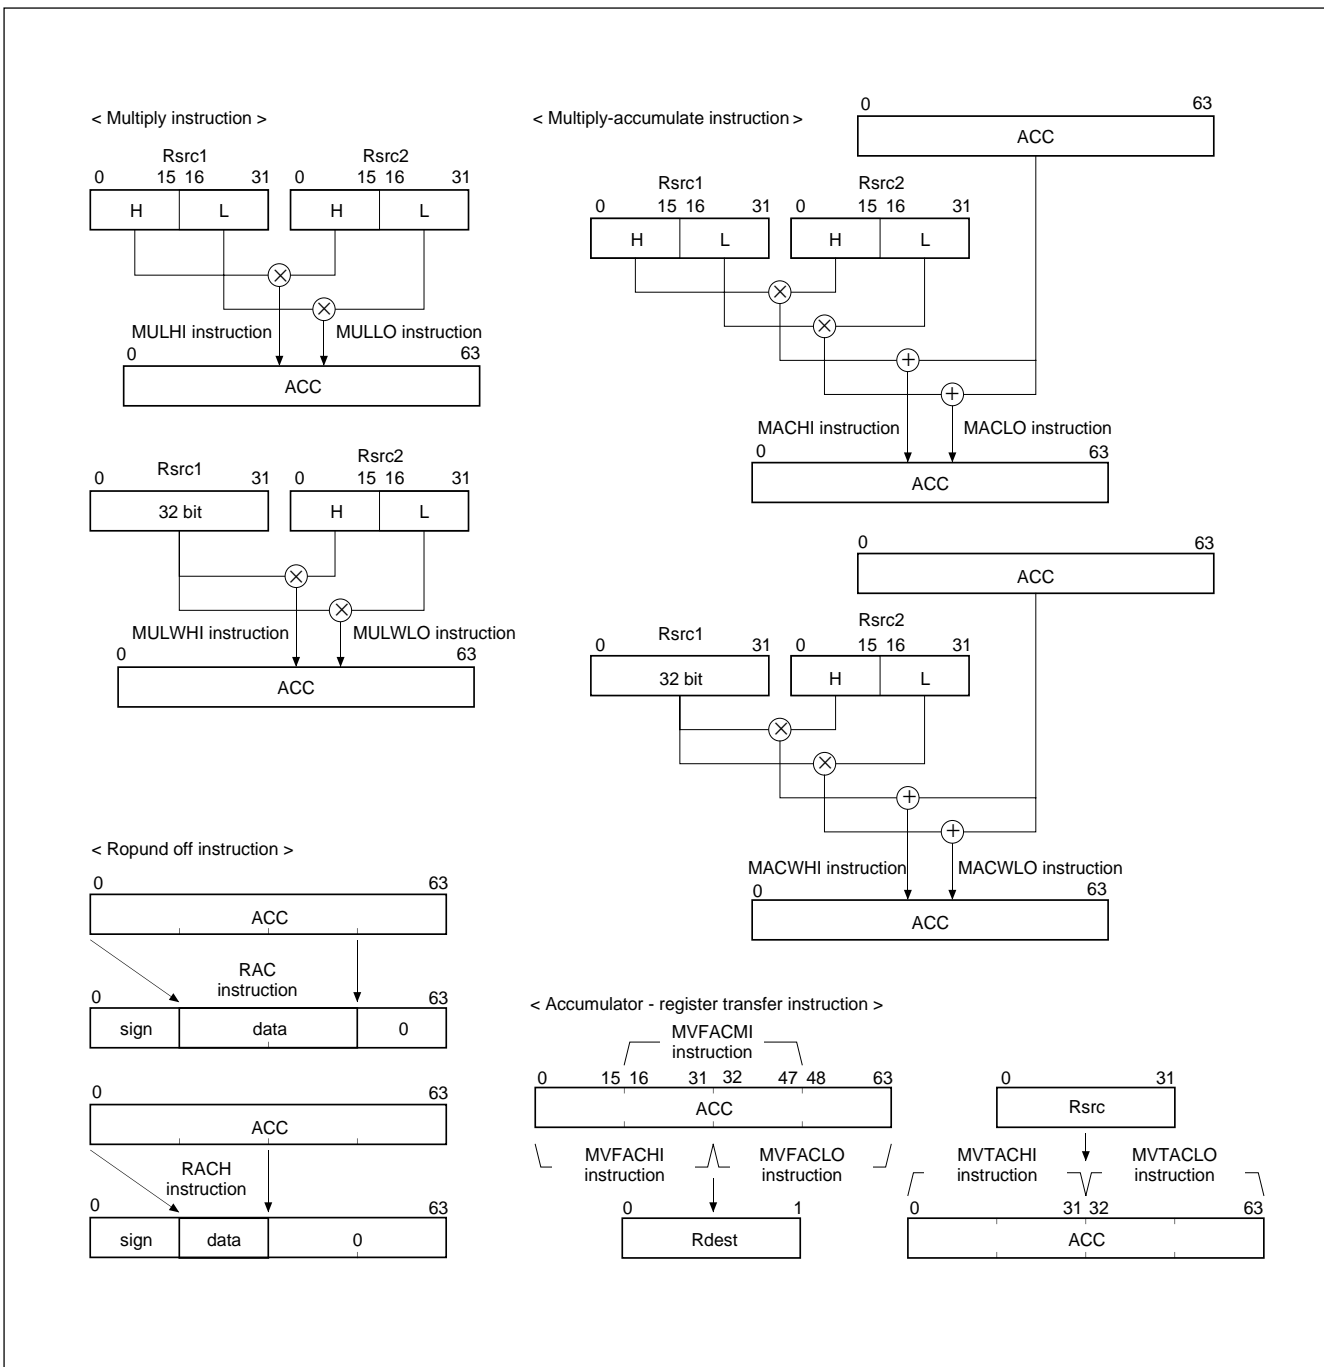 < Multiply instruction >
Rsrc1 Rsrc2
0 15 16 31 0 15 16 31
H L H L
MULHI instruction MULLO instruction
0 63
ACC
Rsrc1 Rsrc2
0 31 0 15 16 31
32 bit H L
MULWHI instruction MULWLO instruction
0 63
ACC
< Multiply-accumulate instruction >
0 63
ACC
Rsrc1 Rsrc2
0 15 16 31 0 15 16 31
H L H L
MACHI instruction MACLO instruction
0 63
ACC
0 63
ACC
Rsrc1 Rsrc2
0 31 0 15 16 31
32 bit H L
MACWHI instruction MACWLO instruction
0 63
ACC
< Ropund off instruction >
0 63
ACC
RAC
instruction
0 63
sign data 0
0 63
ACC
RACH
instruction
0 63
sign data 0
< Accumulator - register transfer instruction >
MVFACMI
instruction
0 15 16 31 32 47 48 63
ACC
MVFACHI MVFACLO
instruction instruction
0 1
Rdest
0 31
Rsrc
MVTACHI MVTACLO
instruction instruction
0 31 32 63
ACC